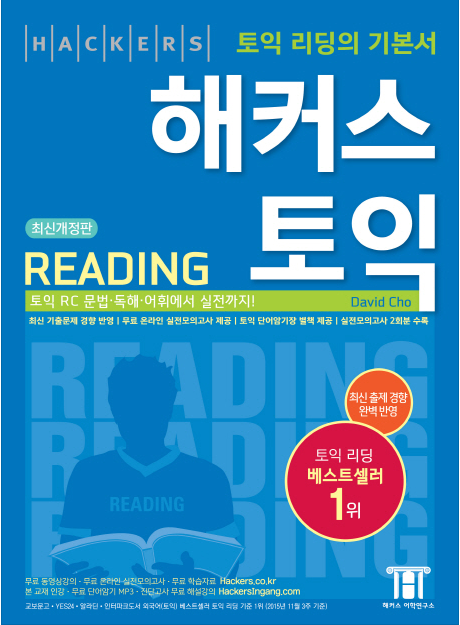 HACKERS 토익 리딩의 기본서
해커스
토익
최신개정판
READING
토익 RC 문법·독해·어휘에서 실전까지!
David Cho
최신 기출문제 경향 반영 | 무료 온라인 실전모의고사 제공 | 토익 단어암기장 별책 제공 | 실전모의고사 2회분 수록
READING
READING
READING
최신 출제 경향
완벽 반영
토익 리딩
베스트셀러
1위
READING
무료 동영상강의 · 무료 온라인 실전모의고사 · 무료 학습자료 Hackers.co.kr
본 교재 인강 · 무료 단어암기 MP3 · 진단고사 무료 해설강의 HackersIngang.com
교보문고 · YES24 · 알라딘 · 인터파크도서 외국어(토익) 베스트셀러 토익 리딩 기준 1위 (2015년 11월 3주 기준)
해커스 어학연구소